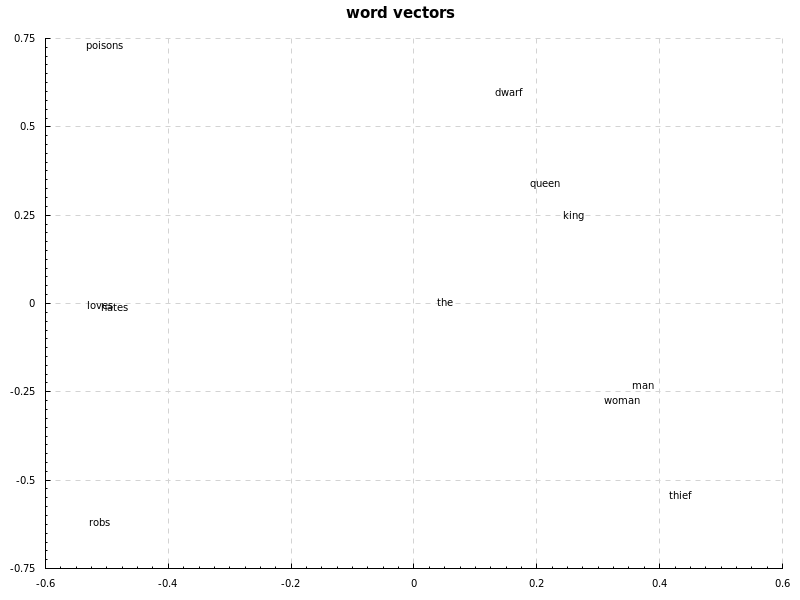 word vectors
0.75
poisons
dwarf
0.5
queen
0.25
king
0
loves
hates
the
man
-0.25
woman
-0.5
thief
robs
-0.75
-0.6
-0.4
-0.2
0
0.2
0.4
0.6